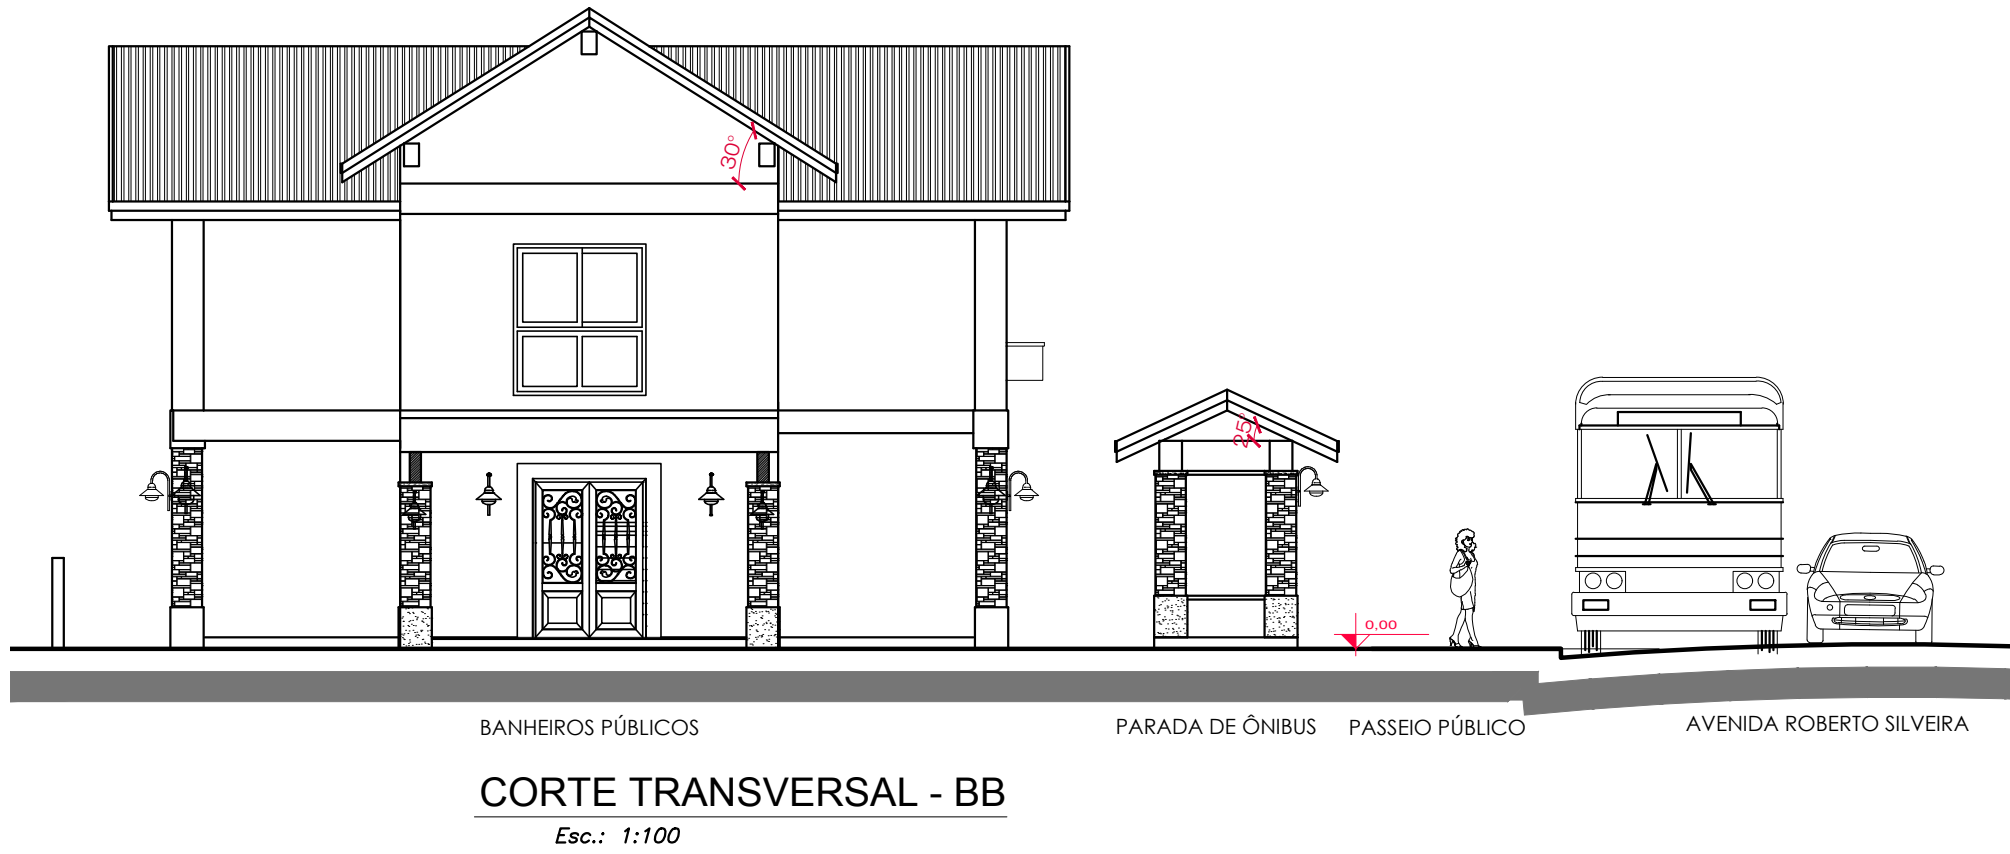 30°
25°
0,00
BANHEIROS PÚBLICOS
PARADA DE ÔNIBUS
PASSEIO PÚBLICO
AVENIDA ROBERTO SILVEIRA
CORTE TRANSVERSAL - BB
Esc.: 1:100